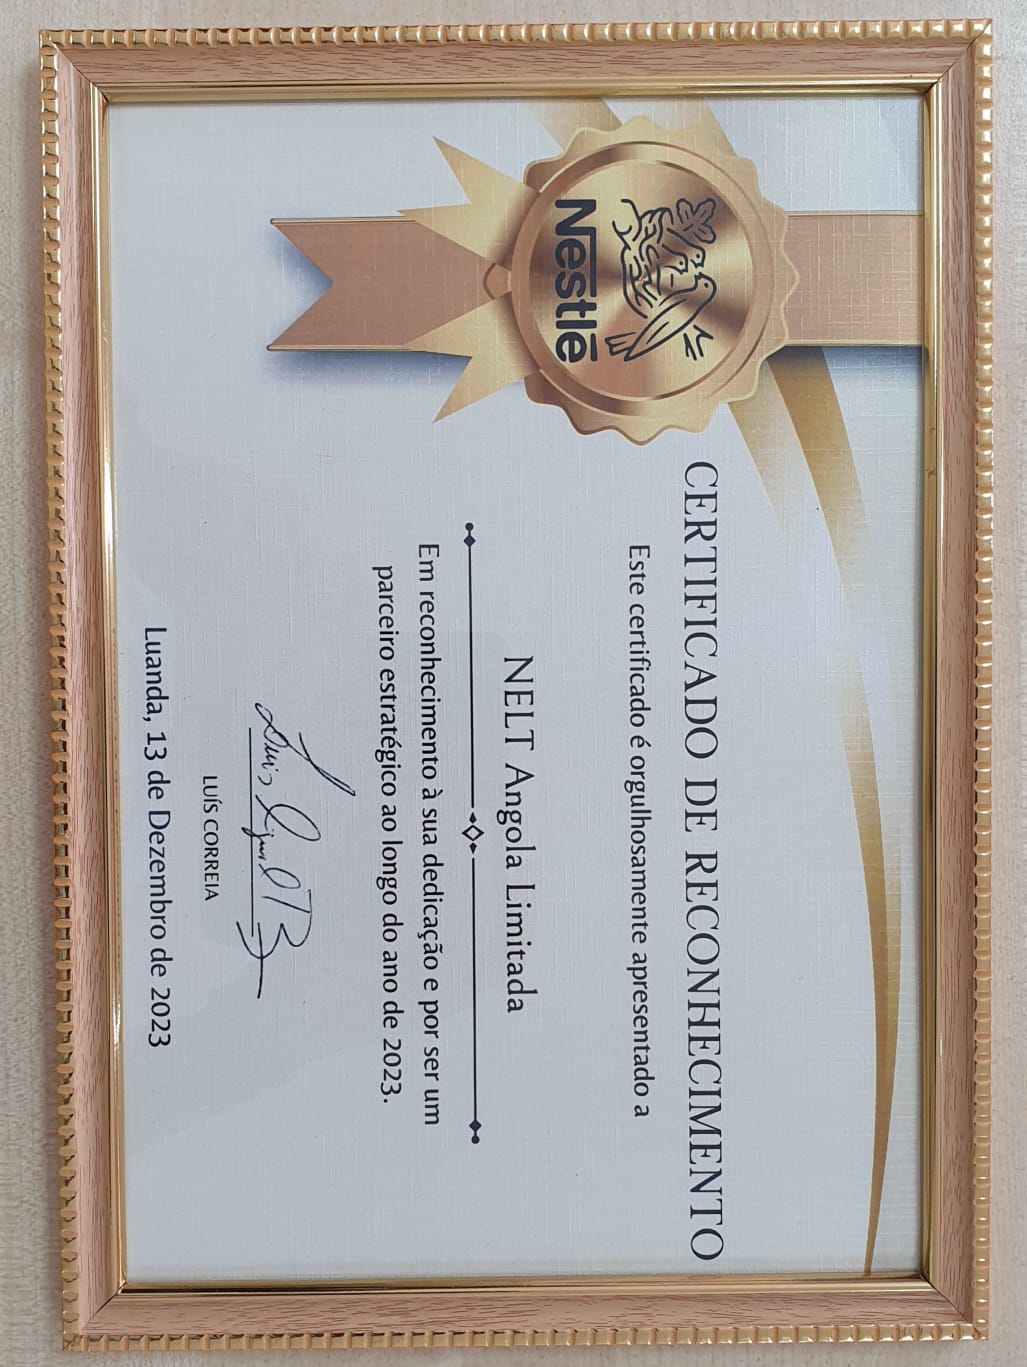 Nestlé
CERTIFICADO DE RECONHECIMENTO
Este certificado é orgulhosamente apresentado a
NELT Angola Limitada
Em reconhecimento à sua dedicação e por ser um
parceiro estratégico ao longo do ano de 2023.
LUÍS CORREIA
Luanda, 13 de Dezembro de 2023